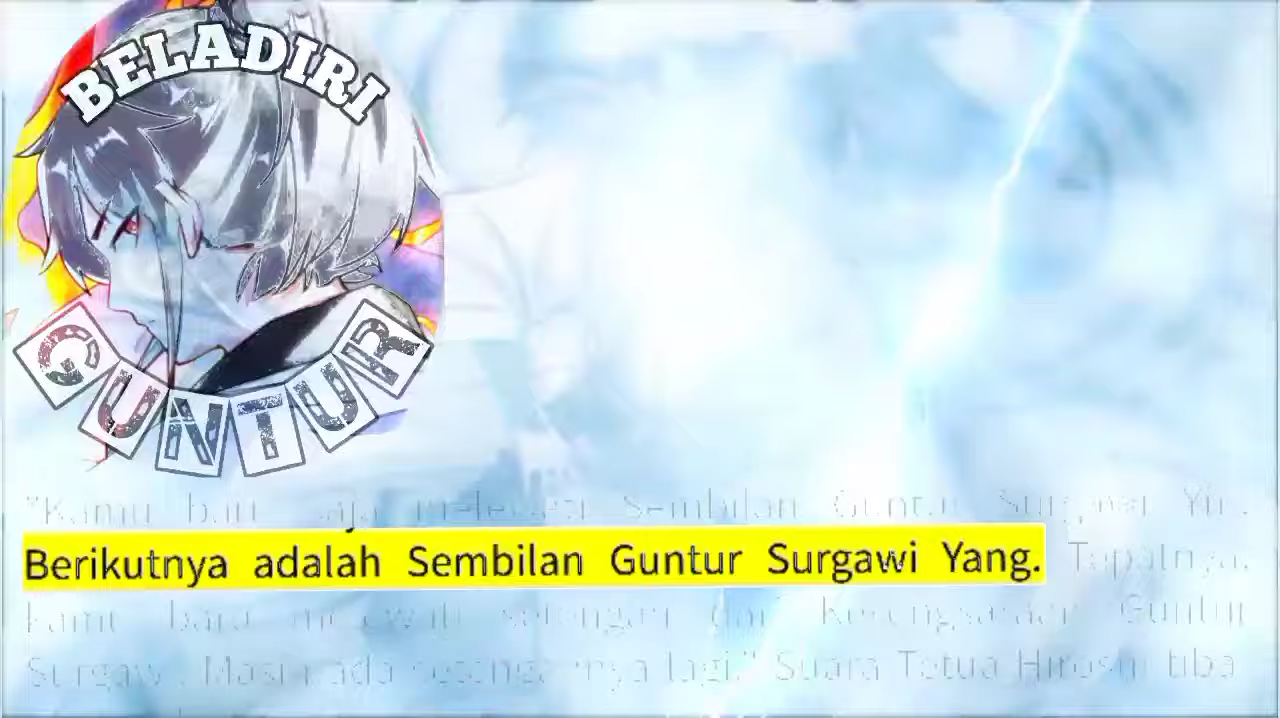 BELADIRI
GUNTUR
"Kamu baru saja melewati Sembilan Guntur Surgawi Yin.
Berikutnya adalah Sembilan Guntur Surgawi Yang. Tepatnya,
kamu baru melewati setengah dari Kesengsaraan Guntur
Surgawi. Masih ada setengahnya lagi." Suara Tetua Hiroshi tiba